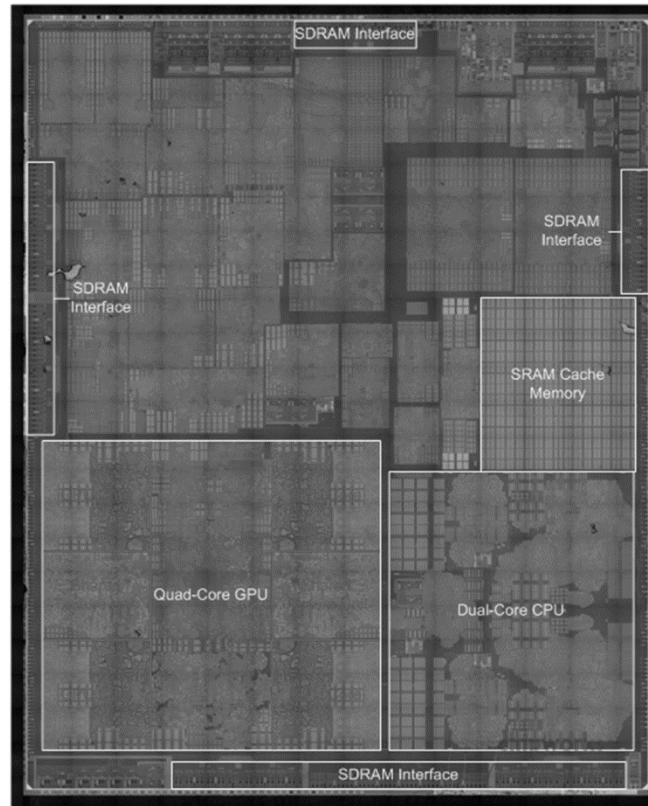 SDRAM Interface
SDRAM
Interface
SDRAM
Interface
SRAM Cache
Memory
Quad-Core GPU
Dual-Core CPU
SDRAM Interface